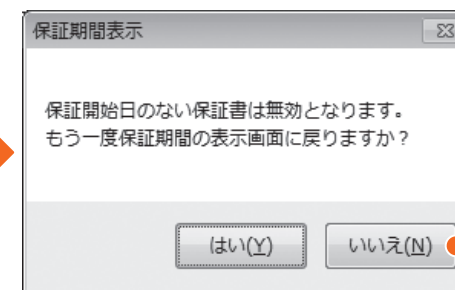 保証期間表示
保証開始日のない保証書は無効となります。
もう一度保証期間の表示画面に戻りますか？
はい(Y)
いいえ(N)